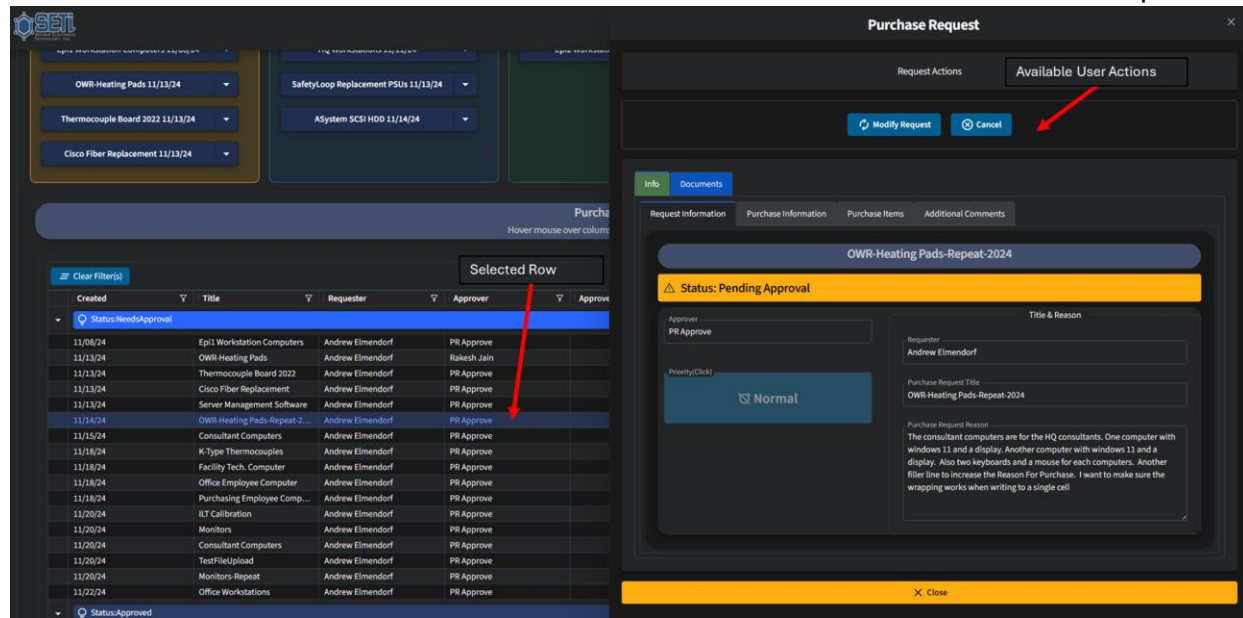 SETi
Purchase Request
Request Actions
Available User Actions
Modify Request
Cancel
OWR-Heating Pads 11/13/24
SafetyLoop Replacement PSUs 11/13/24
Thermocouple Board 2022 11/13/24
ASystem SCSI HDD 11/14/24
Cisco Fiber Replacement 11/13/24
Purcha
Hover mouse over colum
Clear Filter(s)
Selected Row
Created Title Requester Approver Approve
Status:NeedsApproval
11/08/24 Epi1 Workstation Computers Andrew Elmendorf PR Approve
11/13/24 OWR-Heating Pads Andrew Elmendorf Rakesh Jain
11/13/24 Thermocouple Board 2022 Andrew Elmendorf PR Approve
11/13/24 Cisco Fiber Replacement Andrew Elmendorf PR Approve
11/13/24 Server Management Software Andrew Elmendorf PR Approve
11/14/24 OWR-Heating Pads-Repeat-2... Andrew Elmendorf PR Approve
11/15/24 Consultant Computers Andrew Elmendorf PR Approve
11/18/24 K-Type Thermocouples Andrew Elmendorf PR Approve
11/18/24 Facility Tech. Computer Andrew Elmendorf PR Approve
11/18/24 Office Employee Computer Andrew Elmendorf PR Approve
11/18/24 Purchasing Employee Comp... Andrew Elmendorf PR Approve
11/20/24 ILT Calibration Andrew Elmendorf PR Approve
11/20/24 Monitors Andrew Elmendorf PR Approve
11/20/24 Consultant Computers Andrew Elmendorf PR Approve
11/20/24 TestFileUpload Andrew Elmendorf PR Approve
11/20/24 Monitors-Repeat Andrew Elmendorf PR Approve
11/22/24 Office Workstations Andrew Elmendorf PR Approve
Status:Approved
Info Documents
Request Information Purchase Information Purchase Items Additional Comments
OWR-Heating Pads-Repeat-2024
Status: Pending Approval
Approver
PR Approve
Priority(Click)
Normal
Title & Reason
Requester
Andrew Elmendorf
Purchase Request Title
OWR-Heating Pads-Repeat-2024
Purchase Request Reason
The consultant computers are for the HQ consultants. One computer with
windows 11 and a display. Another computer with windows 11 and a
display. Also two keyboards and a mouse for each computers. Another
filler line to increase the Reason For Purchase. I want to make sure the
wrapping works when writing to a single cell
Close